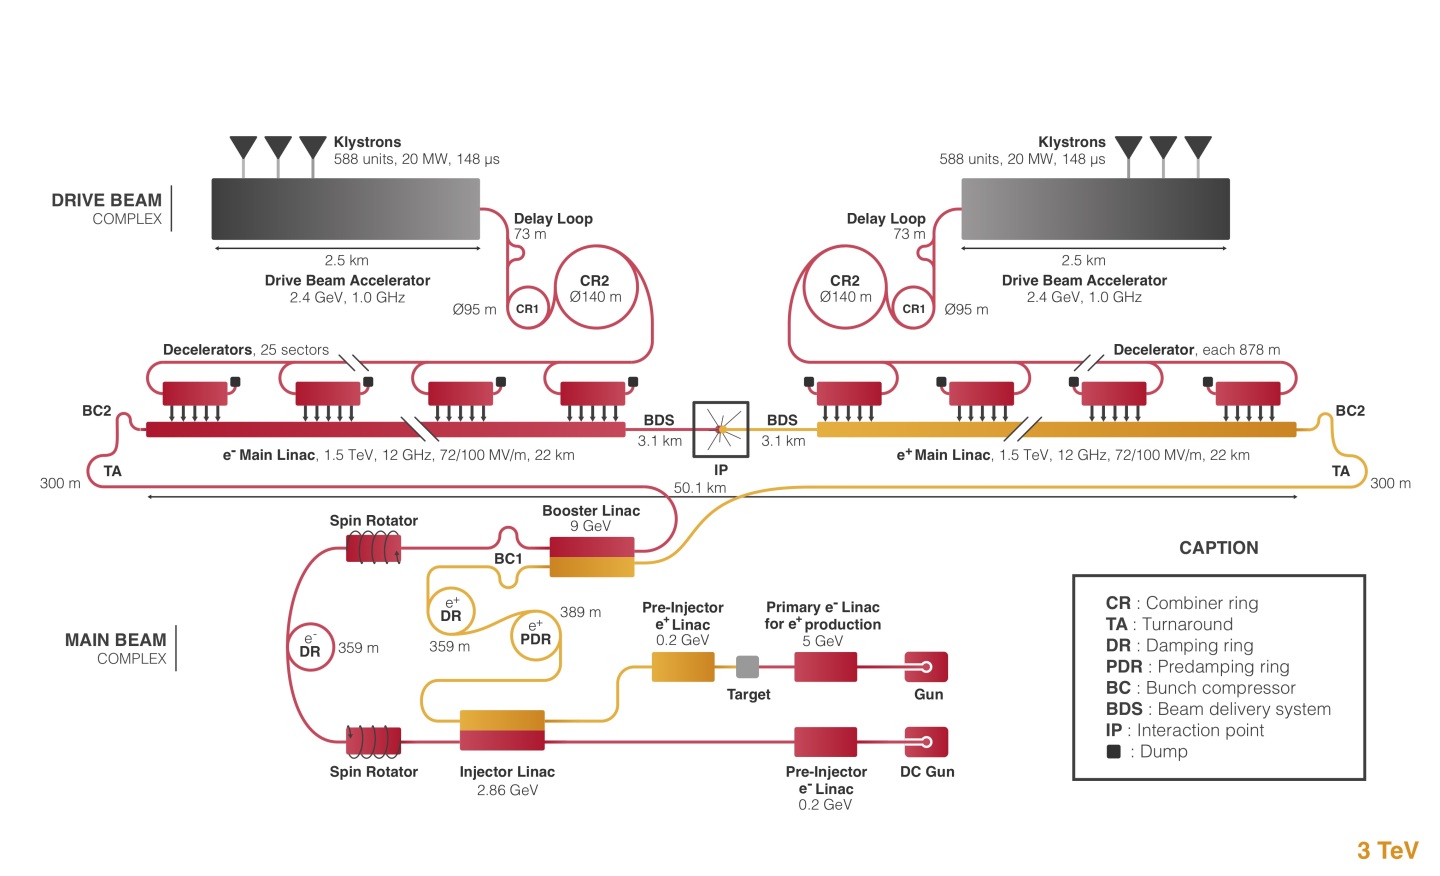 Klystrons
588 units, 20 MW, 148 µs
Klystrons
588 units, 20 MW, 148 µs
DRIVE BEAM
COMPLEX
Delay Loop
73 m
Delay Loop
73 m
2.5 km
Drive Beam Accelerator
2.4 GeV, 1.0 GHz
2.5 km
Drive Beam Accelerator
2.4 GeV, 1.0 GHz
CR2
Ø140 m
CR1
Ø95 m
CR2
Ø140 m
CR1
Ø95 m
Decelerators, 25 sectors
Decelerator, each 878 m
BC2
BDS
3.1 km
BDS
3.1 km
BC2
e⁻ Main Linac, 1.5 TeV, 12 GHz, 72/100 MV/m, 22 km
IP
e⁺ Main Linac, 1.5 TeV, 12 GHz, 72/100 MV/m, 22 km
TA
300 m
TA
300 m
50.1 km
Spin Rotator
Booster Linac
9 GeV
BC1
MAIN BEAM
COMPLEX
e⁻
DR
359 m
e⁺
DR
359 m
e⁺
PDR
389 m
Pre-Injector
e⁺ Linac
0.2 GeV
Primary e⁻ Linac
for e⁺ production
5 GeV
Target
Gun
Spin Rotator
Injector Linac
2.86 GeV
Pre-Injector
e⁻ Linac
0.2 GeV
DC Gun
CAPTION
CR : Combiner ring
TA : Turnaround
DR : Damping ring
PDR : Predamping ring
BC : Bunch compressor
BDS : Beam delivery system
IP : Interaction point
: Dump
3 TeV